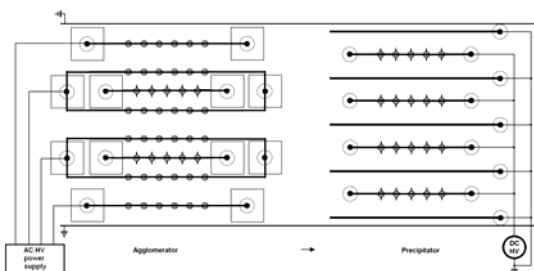 DC
HV
AC HV
power
supply
Agglomerator
Precipitator